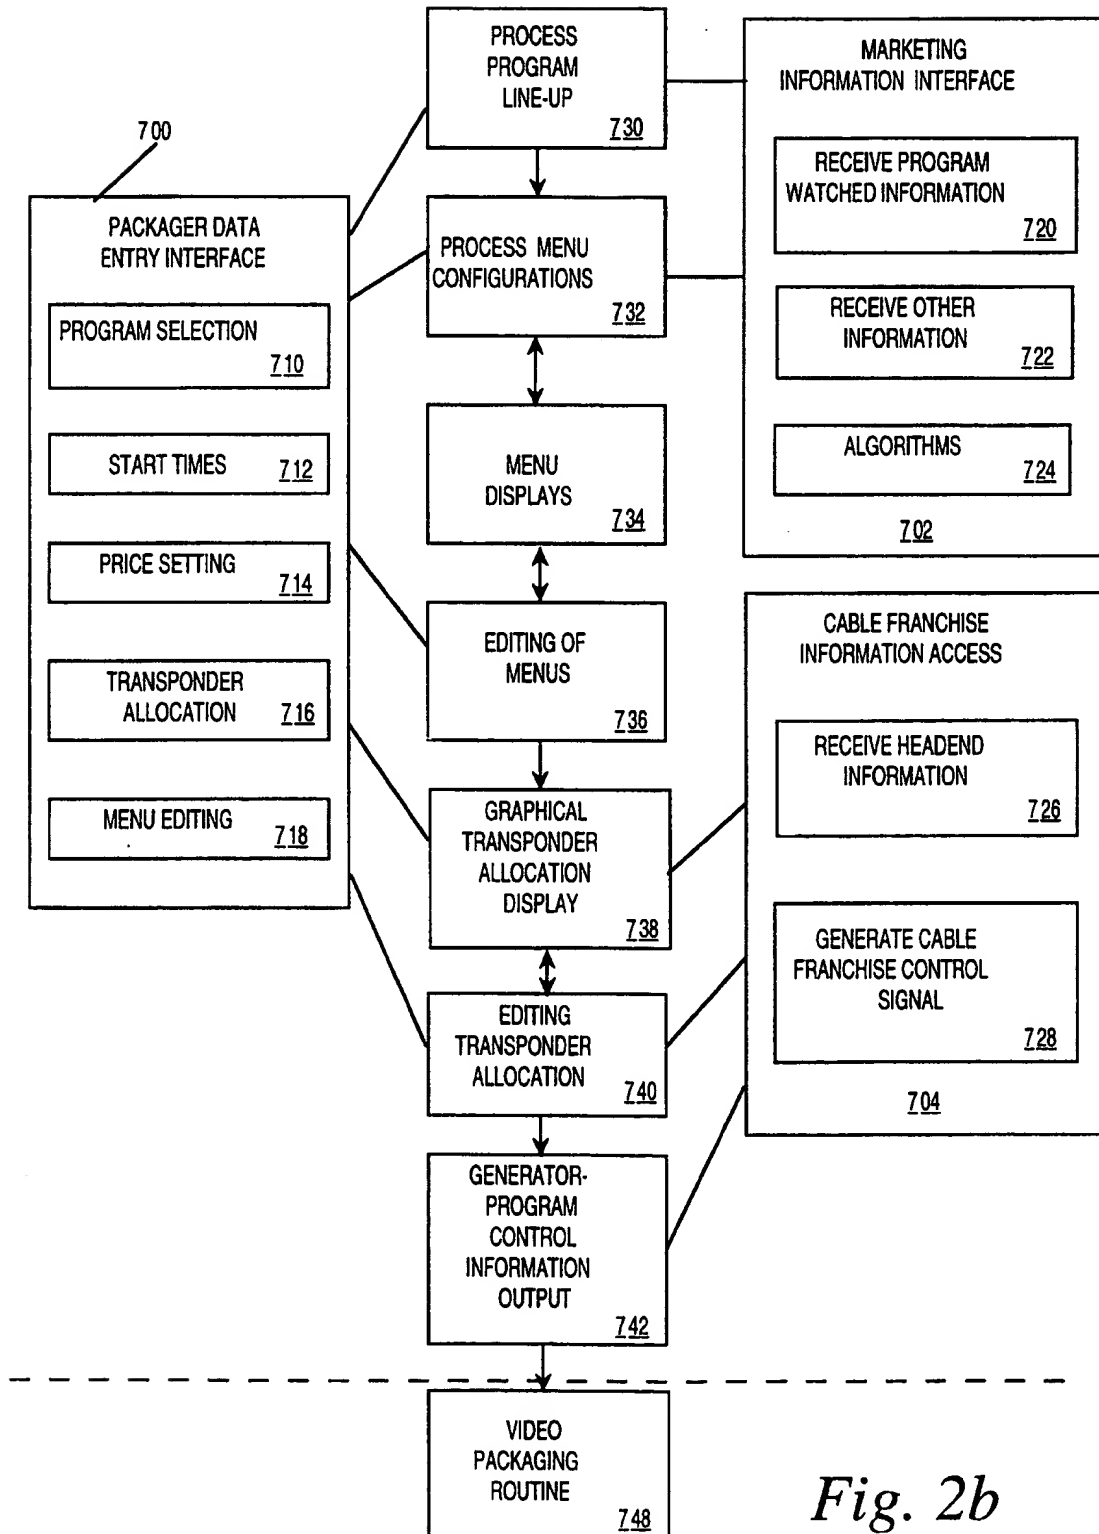 PROCESS
PROGRAM
LINE-UP
730
MARKETING
INFORMATION INTERFACE
RECEIVE PROGRAM
WATCHED INFORMATION
720
RECEIVE OTHER
INFORMATION
722
ALGORITHMS
724
702
700
PACKAGER DATA
ENTRY INTERFACE
PROGRAM SELECTION
710
START TIMES
712
PRICE SETTING
714
TRANSPONDER
ALLOCATION
716
MENU EDITING
718
PROCESS MENU
CONFIGURATIONS
732
MENU
DISPLAYS
734
EDITING OF
MENUS
736
GRAPHICAL
TRANSPONDER
ALLOCATION
DISPLAY
738
EDITING
TRANSPONDER
ALLOCATION
740
GENERATOR-
PROGRAM
CONTROL
INFORMATION
OUTPUT
742
CABLE FRANCHISE
INFORMATION ACCESS
RECEIVE HEADEND
INFORMATION
726
GENERATE CABLE
FRANCHISE CONTROL
SIGNAL
728
704
VIDEO
PACKAGING
ROUTINE
748
Fig. 2b